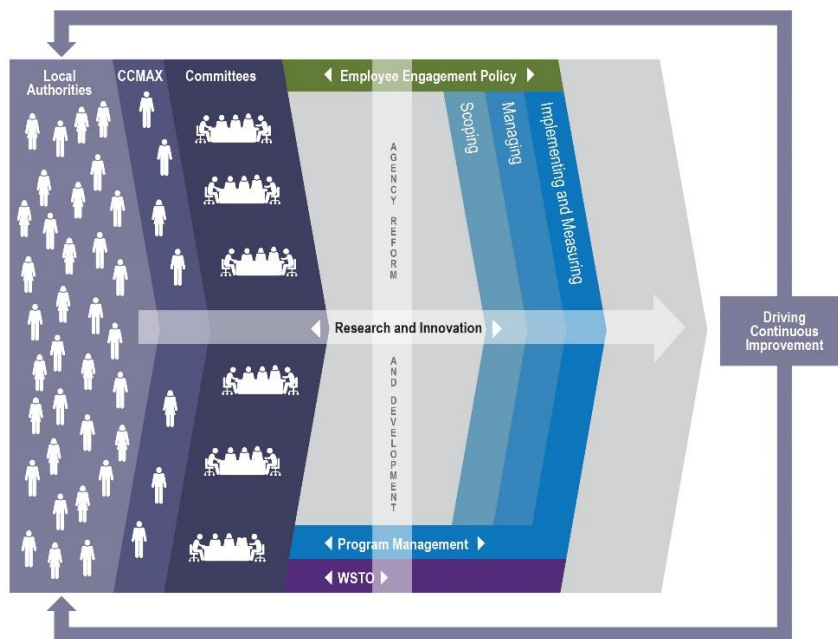 Local
Authorities
CCMAX
Committees
Employee Engagement Policy
Scoping
Managing
Implementing and Measuring
AGENCY REFORM
Research and Innovation
AND DEVELOPMENT
Driving
Continuous
Improvement
Program Management
WSTO